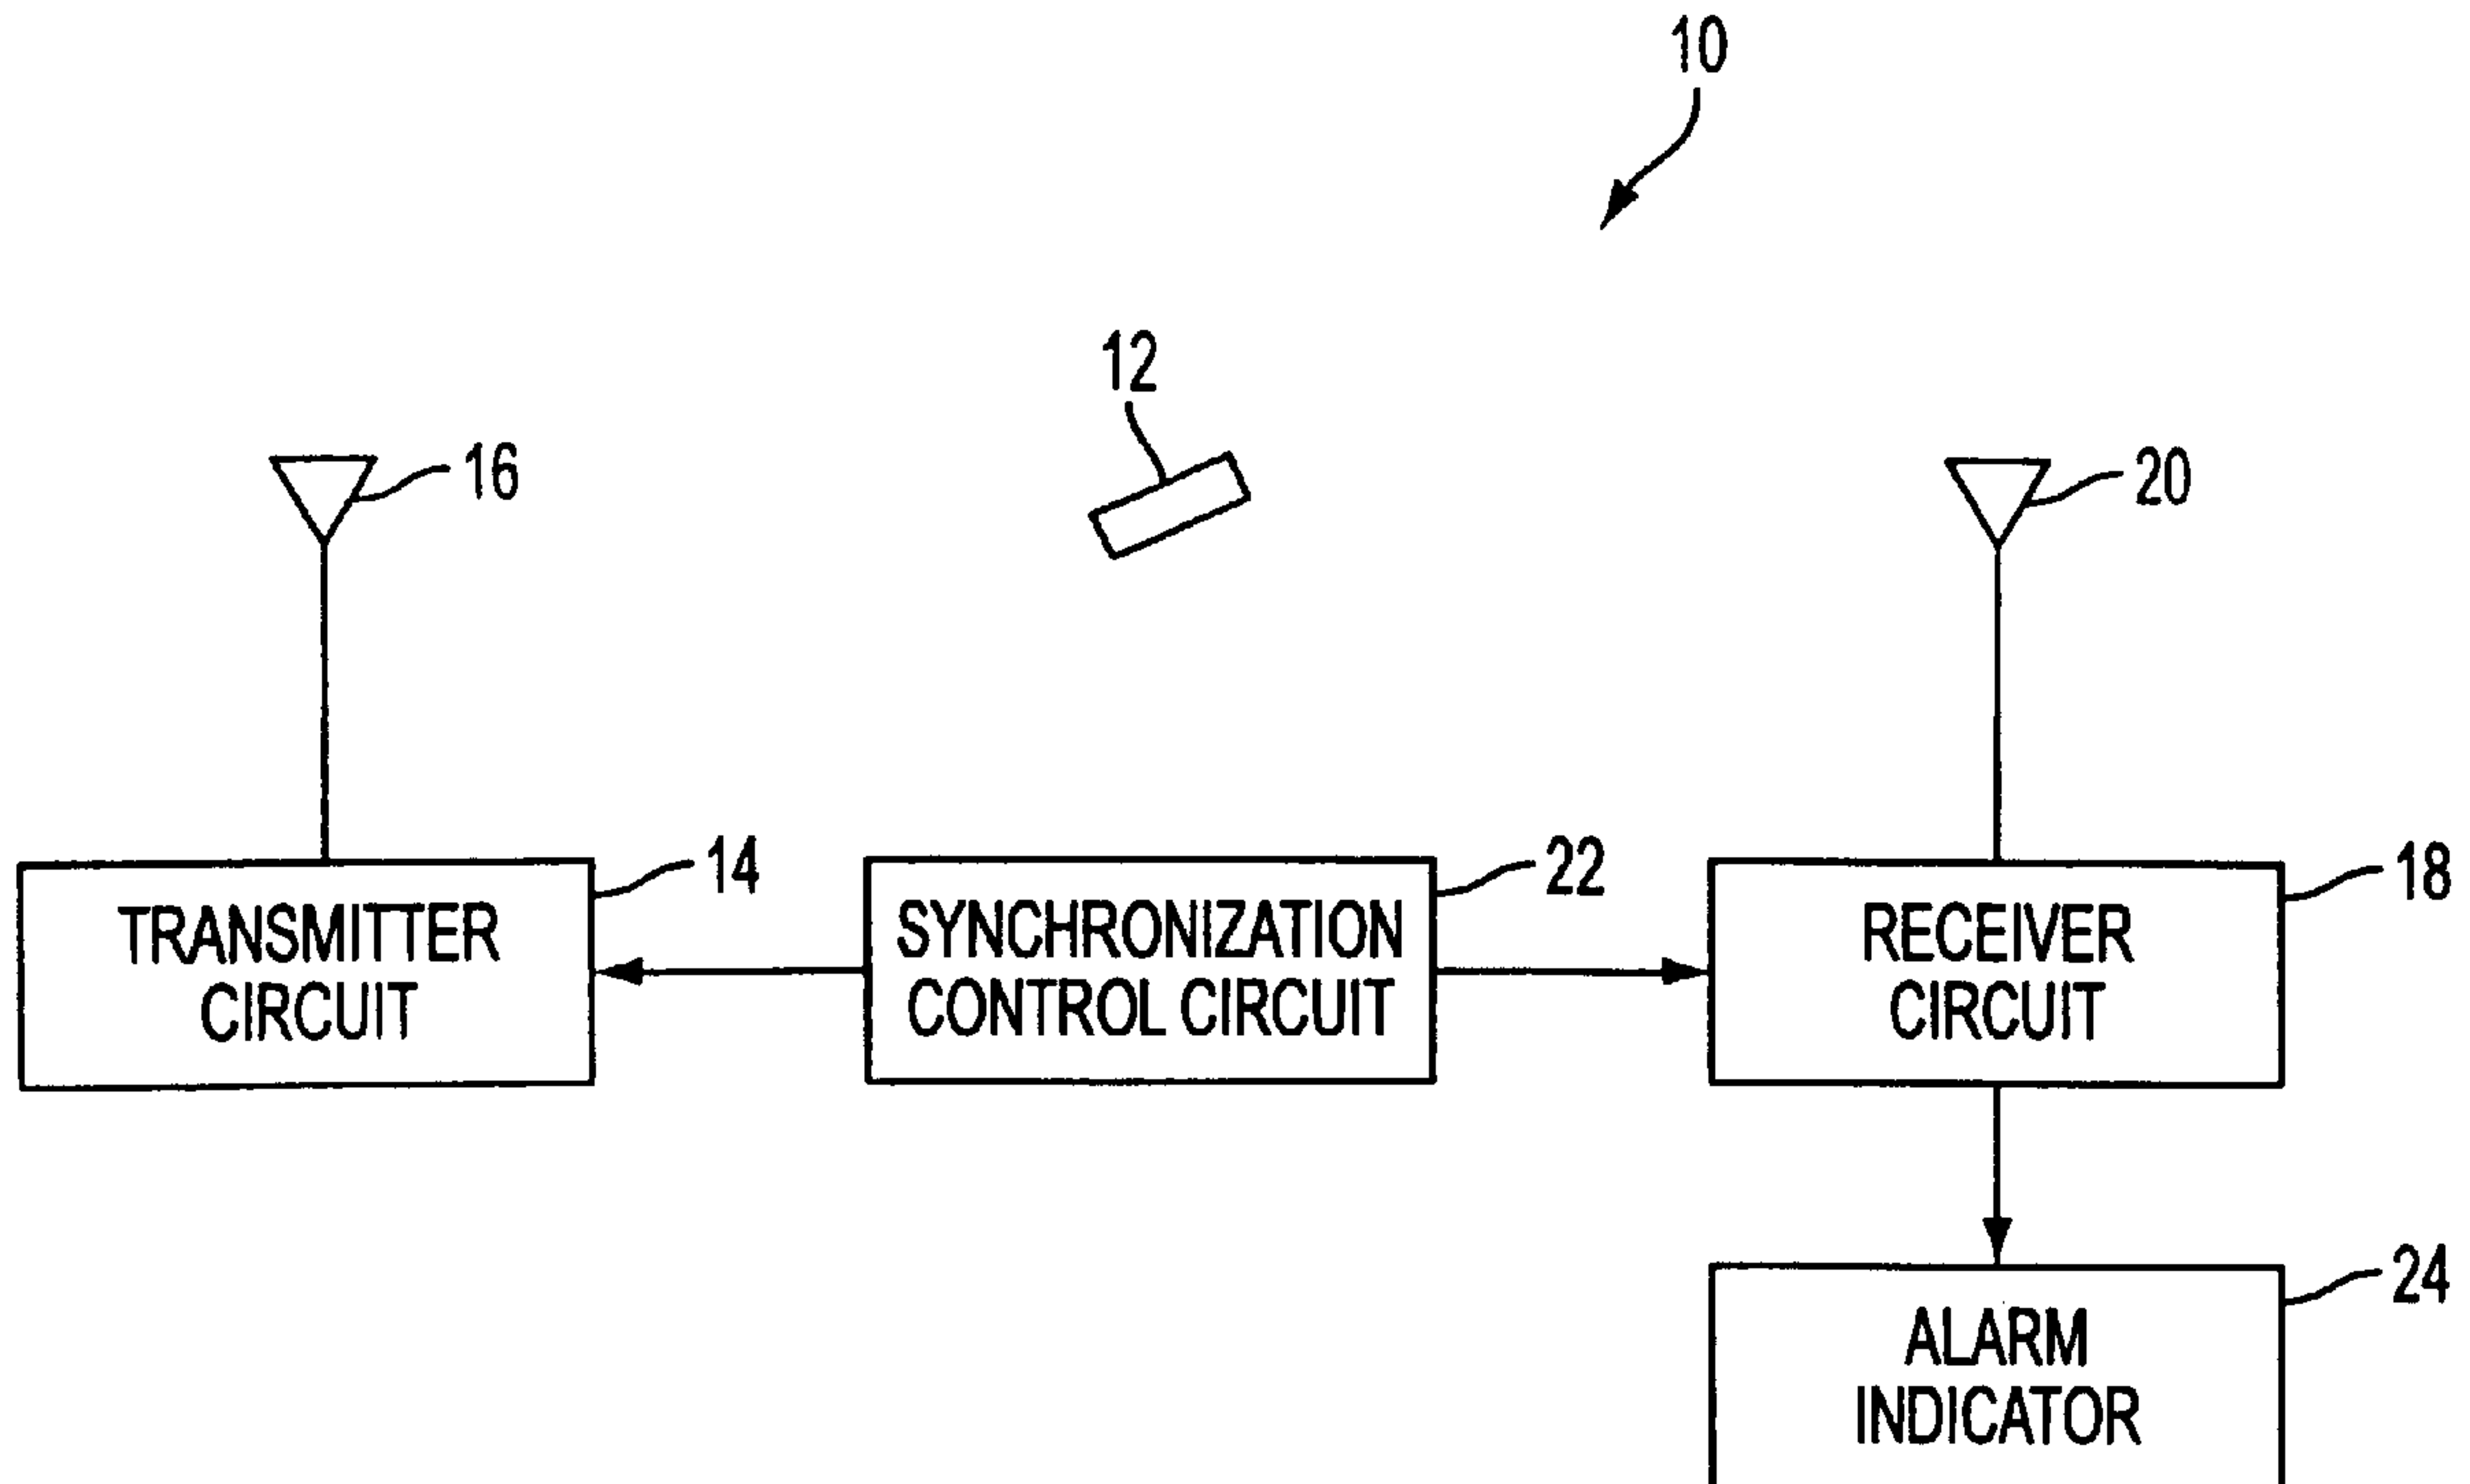 10
12
16
20
14
22
18
TRANSMITTER
CIRCUIT
SYNCHRONIZATION
CONTROL CIRCUIT
RECEIVER
CIRCUIT
24
ALARM
INDICATOR